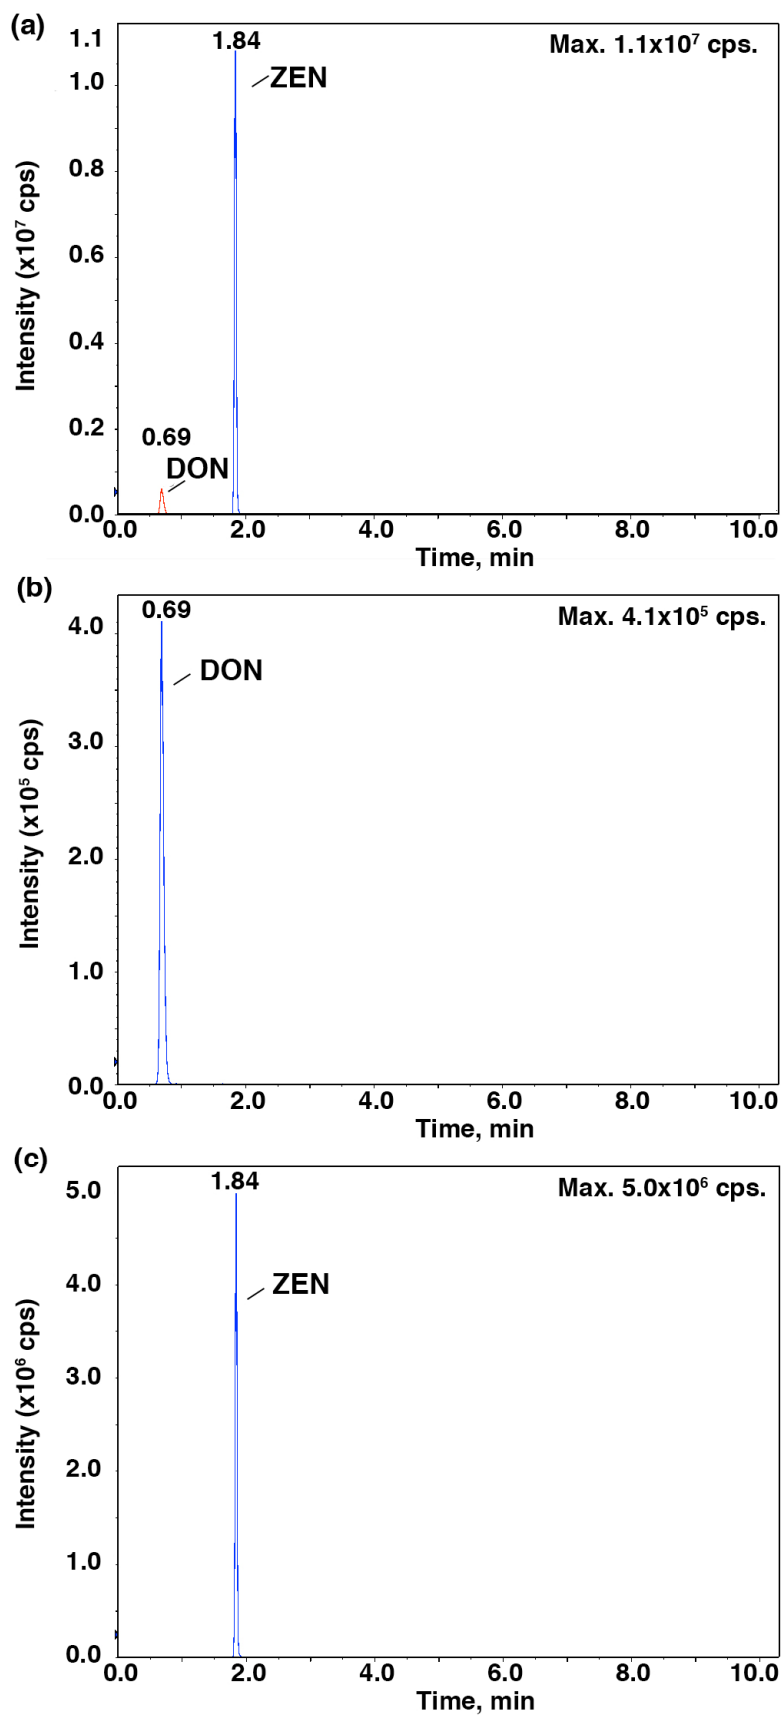 (a)
1.1
1.84
Max. 1.1x10⁷ cps.
ZEN
1.0
0.8
0.6
0.4
0.2
0.0
Intensity (x10⁷ cps)
0.69
DON
0.0 2.0 4.0 6.0 8.0 10.0
Time, min
(b)
0.69
Max. 4.1x10⁵ cps.
4.0
DON
3.0
2.0
1.0
0.0
Intensity (x10⁵ cps)
0.0 2.0 4.0 6.0 8.0 10.0
Time, min
(c)
1.84
Max. 5.0x10⁶ cps.
5.0
ZEN
4.0
3.0
2.0
1.0
0.0
Intensity (x10⁶ cps)
0.0 2.0 4.0 6.0 8.0 10.0
Time, min